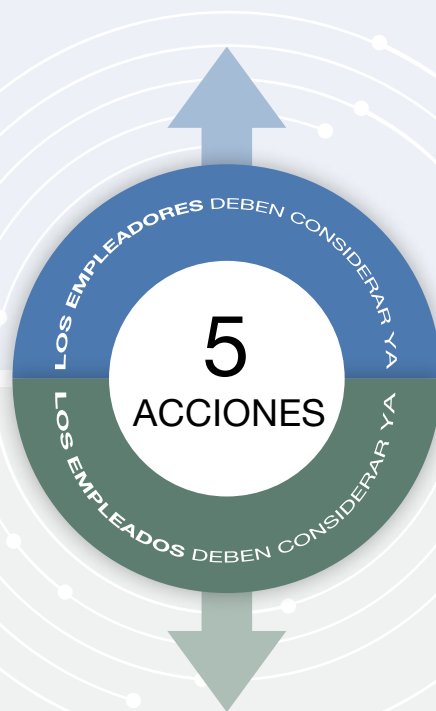 LOS EMPLEADORES DEBEN CONSIDERAR YA
5
ACCIONES
LOS EMPLEADOS DEBEN CONSIDERAR YA